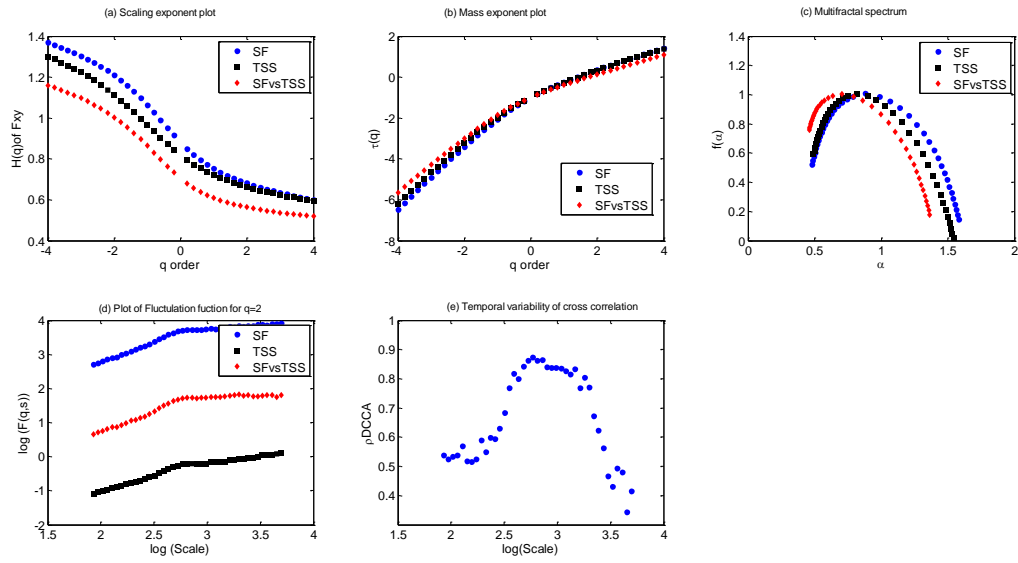 (a) Scaling exponent plot
1.4
1.2
1
0.8
0.6
0.4
-4
-2
0
2
4
H(q)of Fxy
q order
SF
TSS
SFvsTSS
(b) Mass exponent plot
2
0
-2
-4
-6
-8
-4
-2
0
2
4
τ(q)
q order
SF
TSS
SFvsTSS
(c) Multifractal spectrum
1.4
1.2
1
0.8
0.6
0.4
0.2
0
0
0.5
1
1.5
2
f(α)
α
SF
TSS
SFvsTSS
(d) Plot of Fluctulation fuction for q=2
4
3
2
1
0
-1
-2
1.5
2
2.5
3
3.5
4
log (F(q,s)
log (Scale)
SF
TSS
SFvsTSS
(e) Temporal variability of cross correlation
1
0.9
0.8
0.7
0.6
0.5
0.4
1.5
2
2.5
3
3.5
4
ρDCCA
log(Scale)